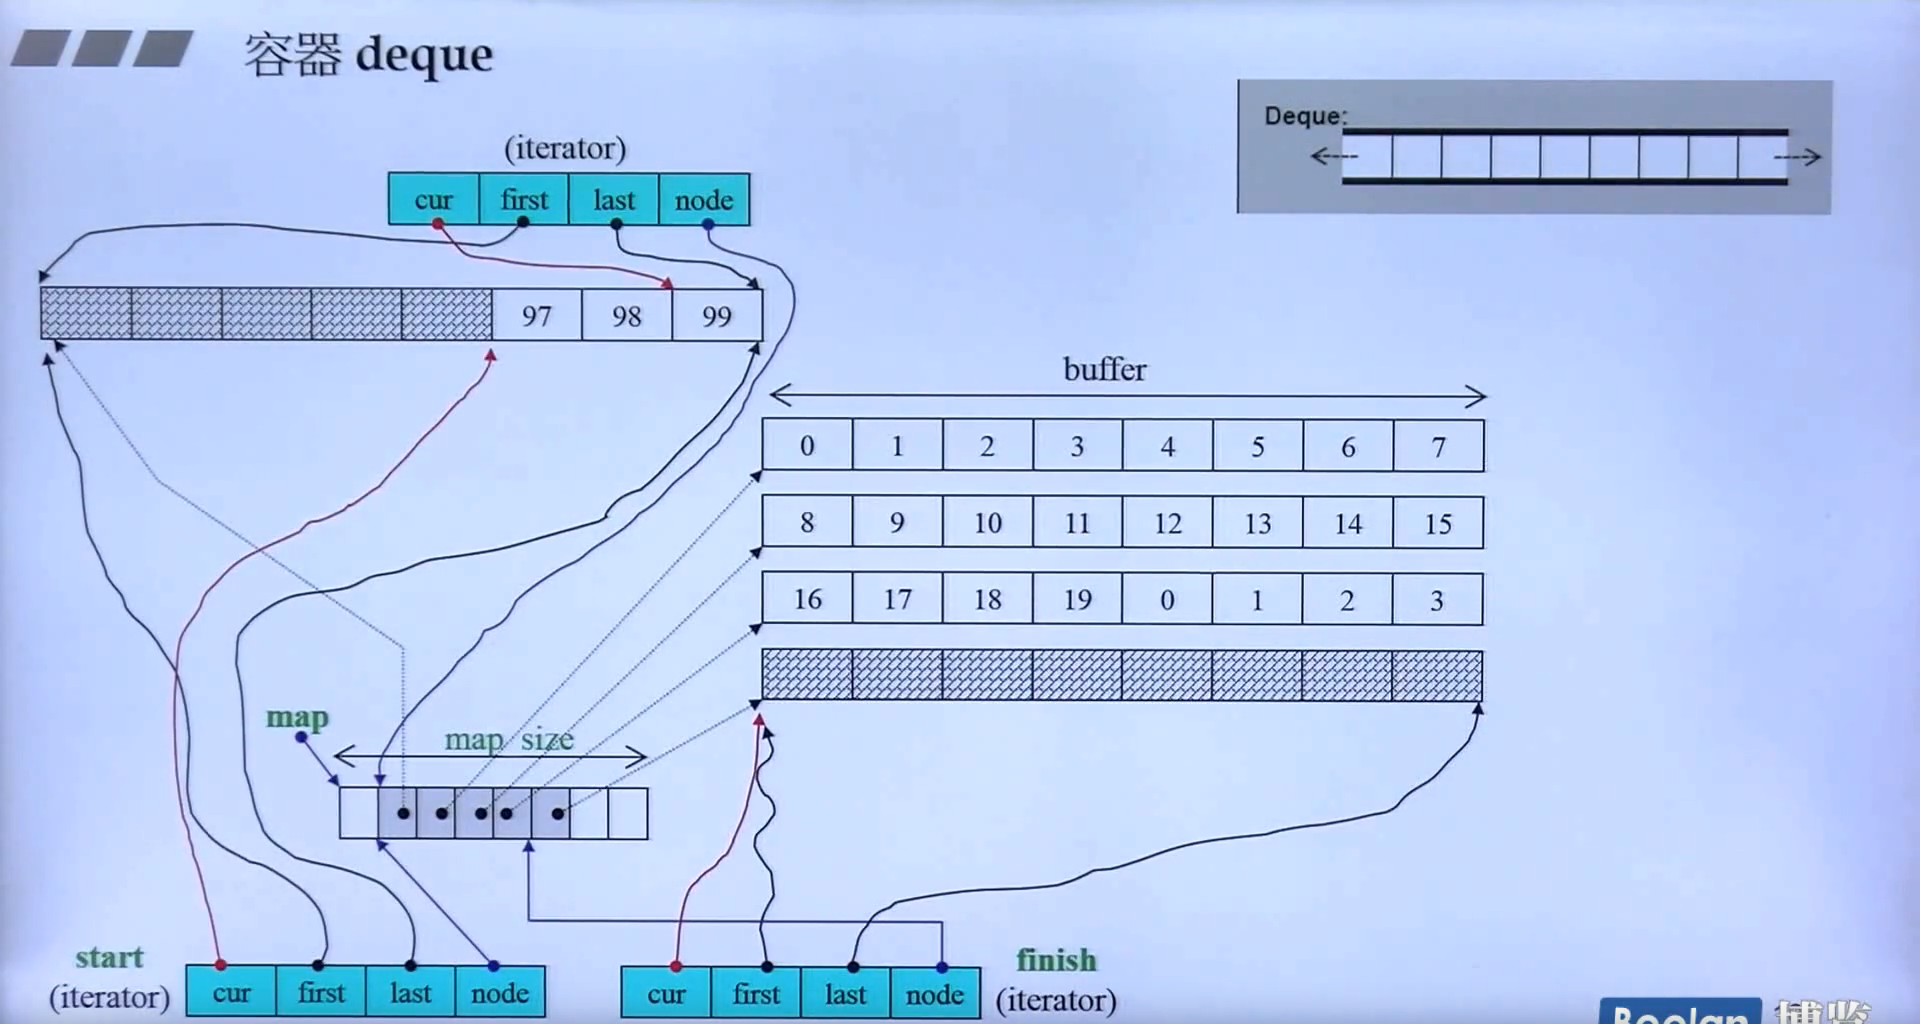 容器 deque
Deque:
(iterator)
cur first last node
97 98 99
buffer
0 1 2 3 4 5 6 7
8 9 10 11 12 13 14 15
16 17 18 19 0 1 2 3
map
map_size
start
(iterator)
cur first last node
cur first last node
finish
(iterator)
Boolan 博览